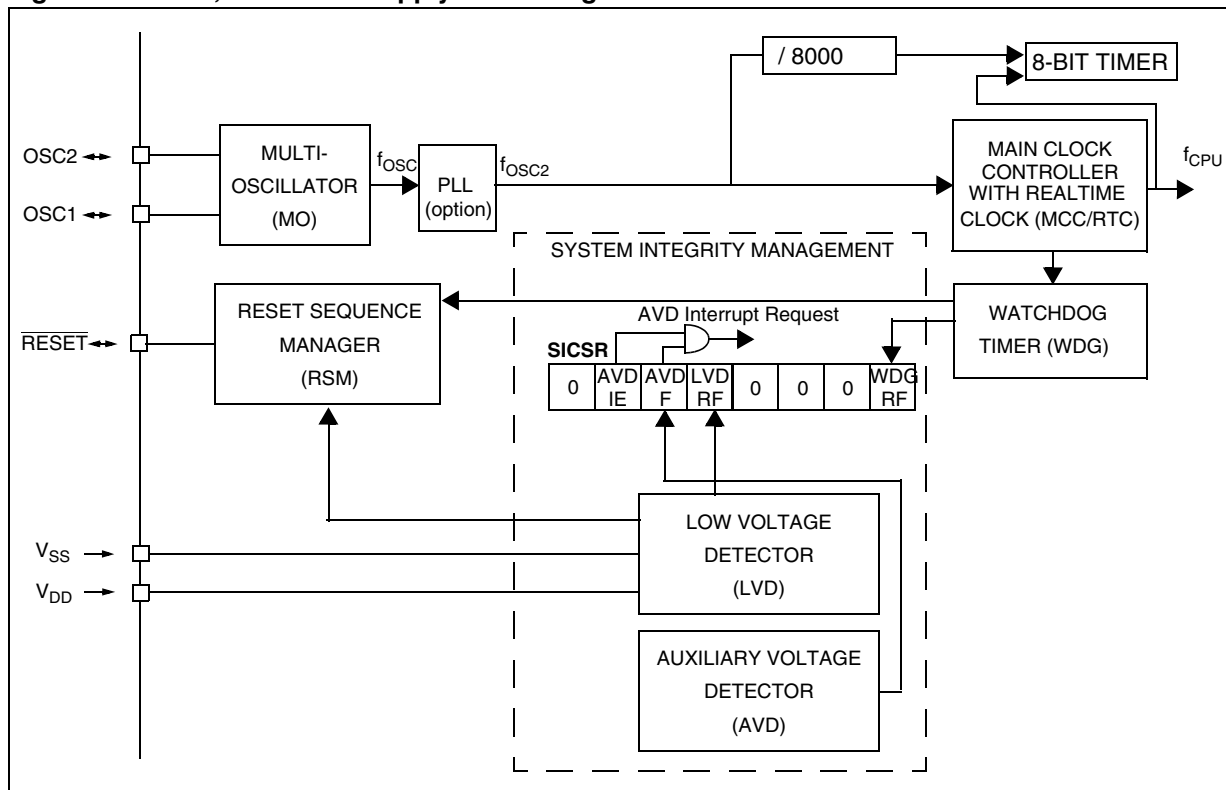 / 8000
8-BIT TIMER
OSC2
OSC1
MULTI-
OSCILLATOR
(MO)
fOSC
PLL
(option)
fOSC2
MAIN CLOCK
CONTROLLER
WITH REALTIME
CLOCK (MCC/RTC)
fCPU
SYSTEM INTEGRITY MANAGEMENT
RESET
RESET SEQUENCE
MANAGER
(RSM)
AVD Interrupt Request
WATCHDOG
TIMER (WDG)
SICSR
0 AVD IE AVD F LVD RF 0 0 0 WDG RF
LOW VOLTAGE
DETECTOR
(LVD)
VSS
VDD
AUXILIARY VOLTAGE
DETECTOR
(AVD)